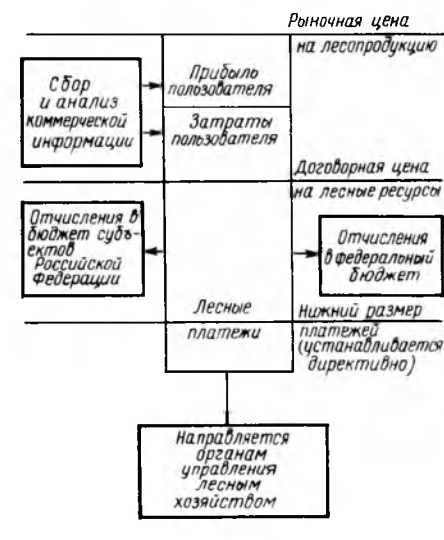 Рыночная цена
на лесопродукцию
Сбор
и анализ
коммерческой
информации
Прибыль
пользователя
Затраты
пользователя
Договорная цена
на лесные ресурсы
Отчисления в
бюджет субъ-
ектов
Российской
Федерации
Отчисления
в федеральный
бюджет
Лесные
платежи
Нижний размер
платежей
(устанавливается
директивно)
Направляется
органам
управления
лесным
хозяйством